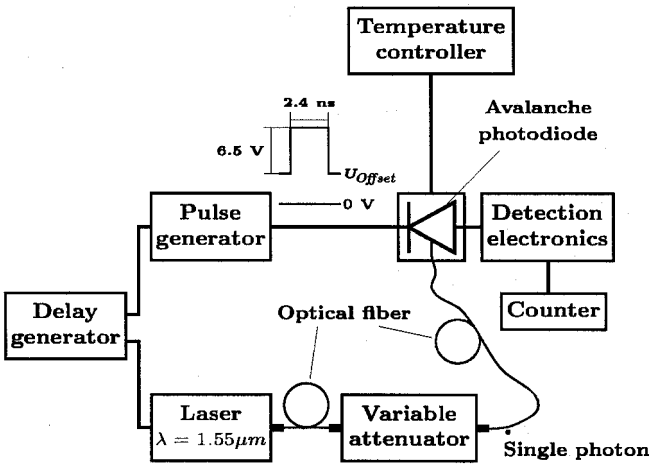 Temperature
controller
2.4 ns
6.5 V
Avalanche
photodiode
U_Offset
0 V
Pulse
generator
Detection
electronics
Delay
generator
Optical fiber
Counter
Laser
λ = 1.55μm
Variable
attenuator
Single photon